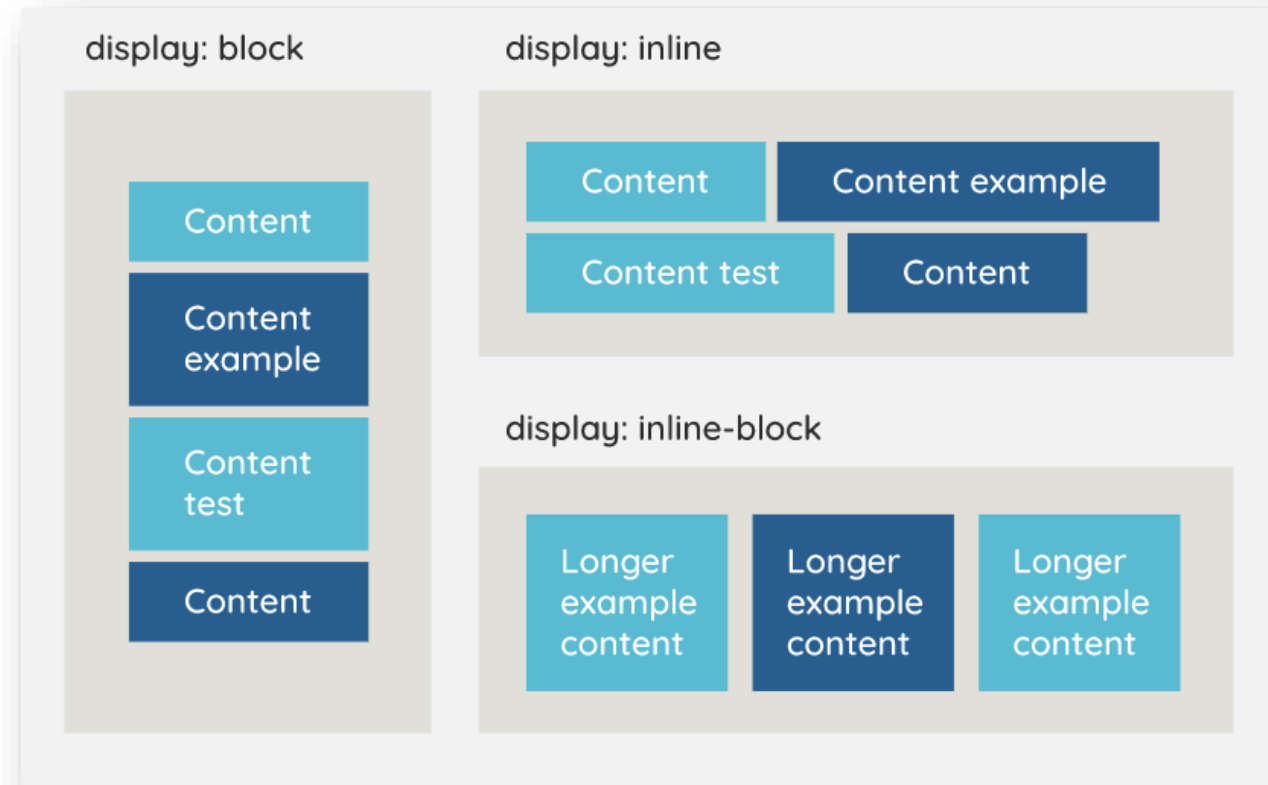 display: block
Content
Content
example
Content
test
Content
display: inline
Content
Content example
Content test
Content
display: inline-block
Longer
example
content
Longer
example
content
Longer
example
content